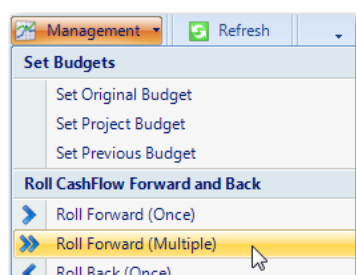 Management Refresh
Set Budgets
Set Original Budget
Set Project Budget
Set Previous Budget
Roll CashFlow Forward and Back
Roll Forward (Once)
Roll Forward (Multiple)
Roll Back (Once)